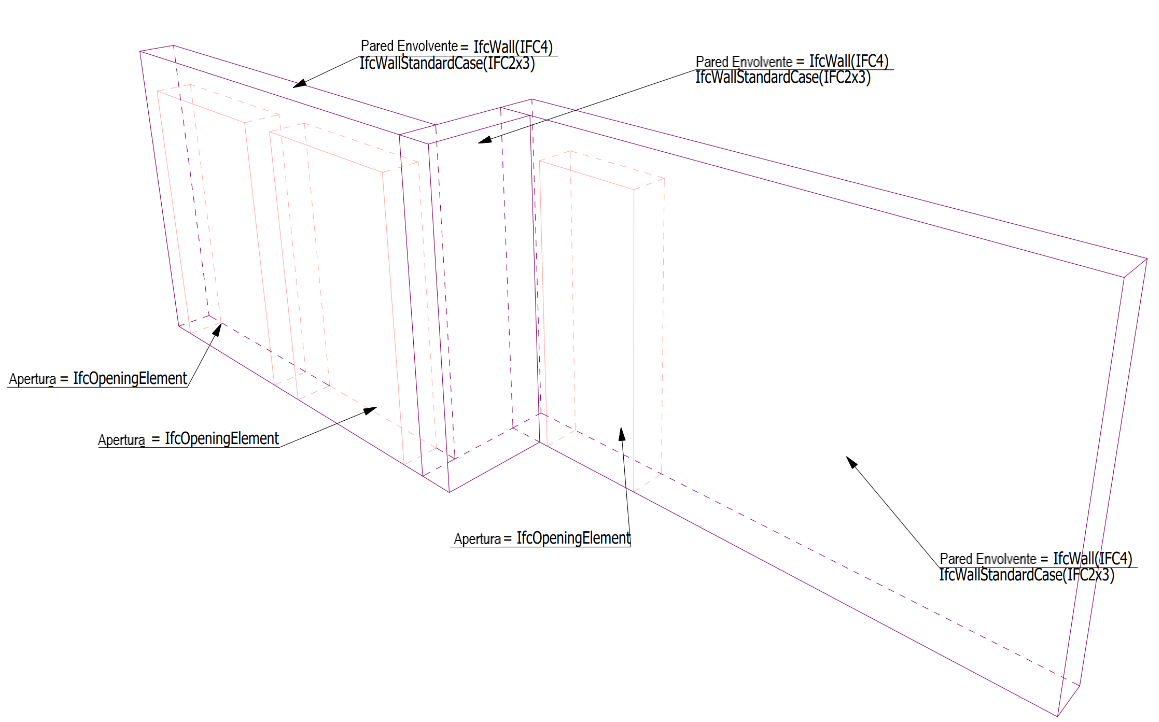 Pared Envolvente = IfcWall(IFC4)
IfcWallStandardCase(IFC2x3)
Pared Envolvente = IfcWall(IFC4)
IfcWallStandardCase(IFC2x3)
Apertura = IfcOpeningElement
Apertura = IfcOpeningElement
Apertura = IfcOpeningElement
Pared Envolvente = IfcWall(IFC4)
IfcWallStandardCase(IFC2x3)